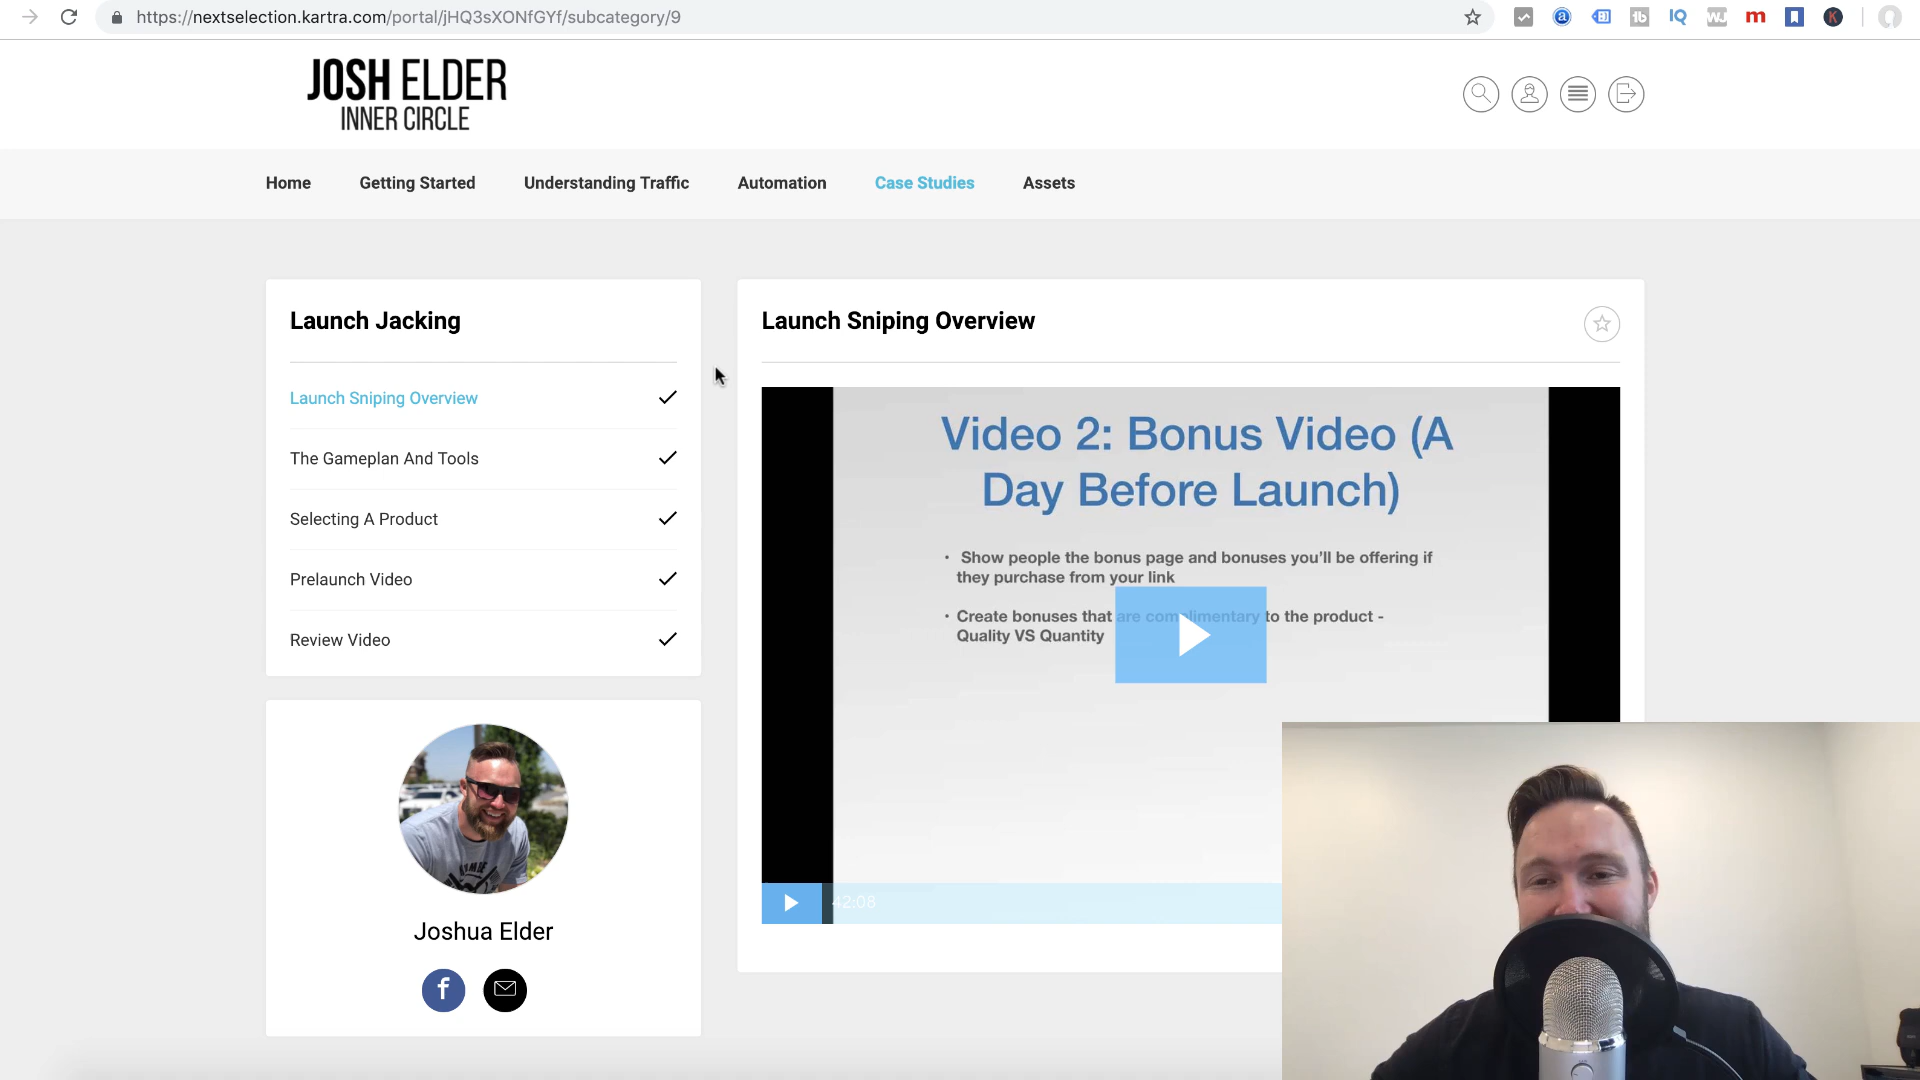 https://nextselection.kartra.com/portal/jHQ3sXONfGYf/subcategory/9
JOSH ELDER
INNER CIRCLE
Home Getting Started Understanding Traffic Automation Case Studies Assets
Launch Jacking
Launch Sniping Overview
The Gameplan And Tools
Selecting A Product
Prelaunch Video
Review Video
Joshua Elder
Launch Sniping Overview
Video 2: Bonus Video (A
Day Before Launch)
• Show people the bonus page and bonuses you'll be offering if
they purchase from your link
• Create bonuses that are complimentary to the product -
Quality VS Quantity
42:08